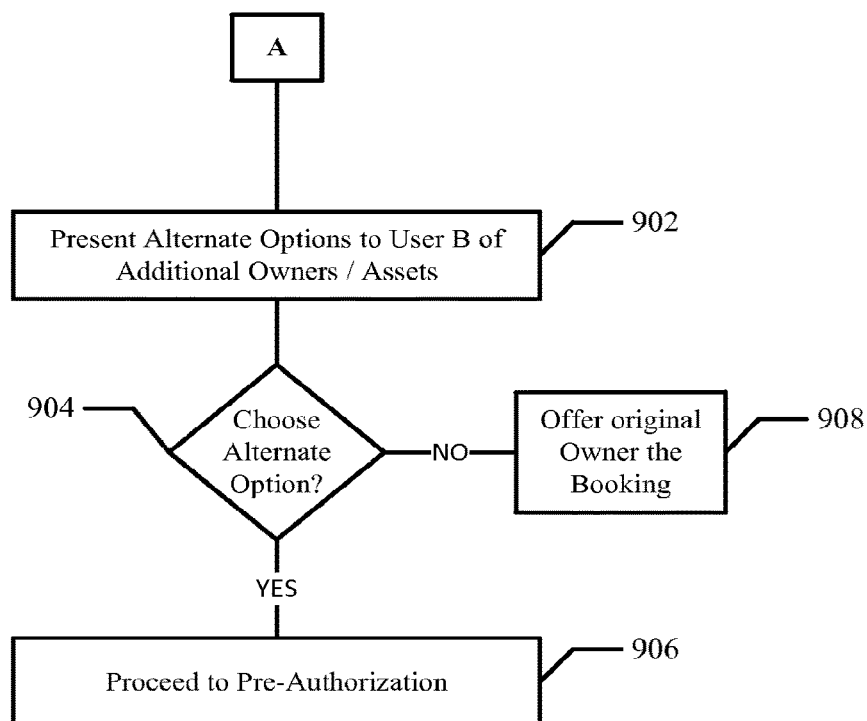 A
Present Alternate Options to User B of
Additional Owners / Assets
902
904
Choose
Alternate
Option?
NO
Offer original
Owner the
Booking
908
YES
Proceed to Pre-Authorization
906